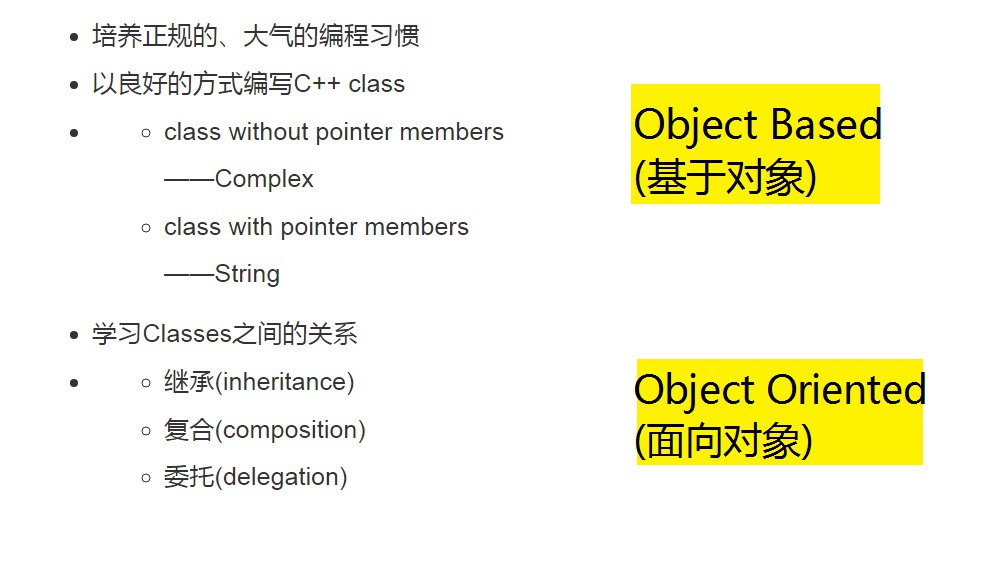 培养正规的、大气的编程习惯
以良好的方式编写C++ class
class without pointer members
——Complex
class with pointer members
——String
Object Based
(基于对象)
学习Classes之间的关系
继承(inheritance)
复合(composition)
委托(delegation)
Object Oriented
(面向对象)